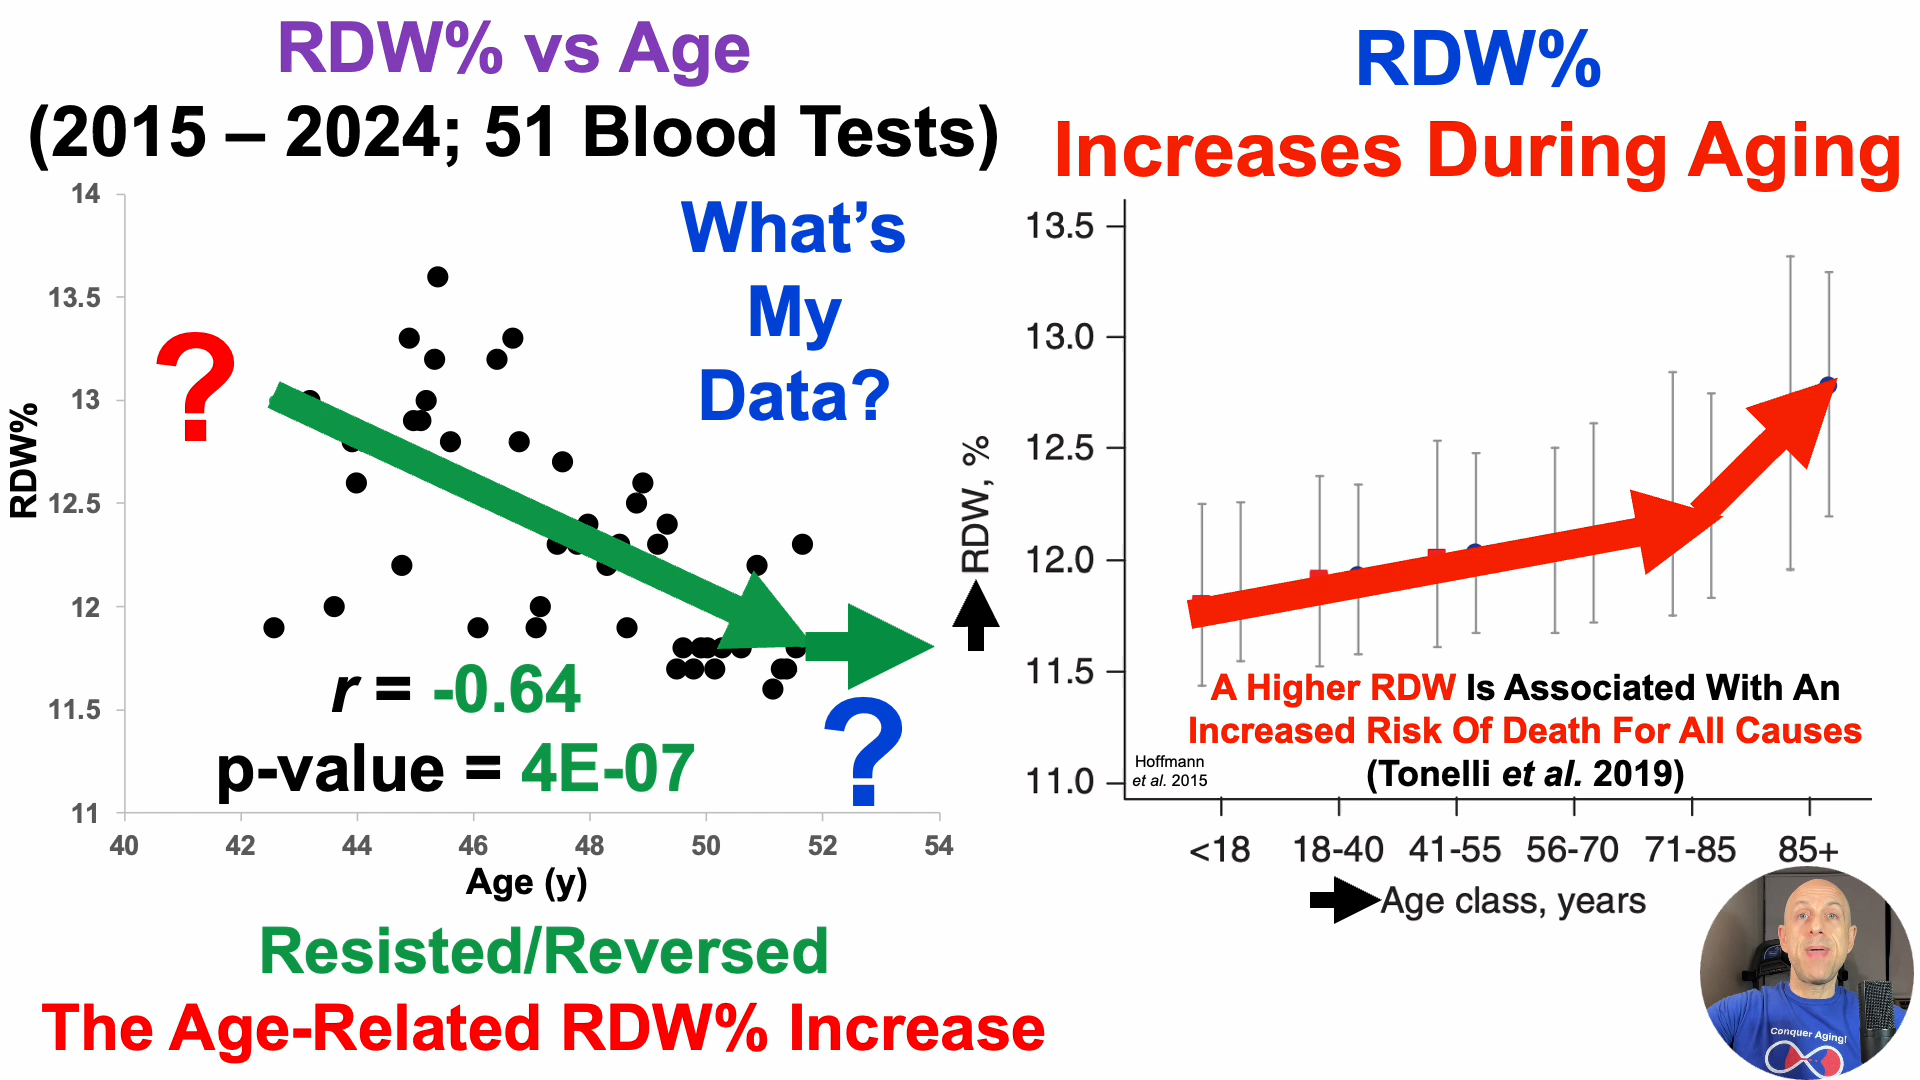 RDW% vs Age
(2015 – 2024; 51 Blood Tests)
What's
My
Data?
?
RDW%
14
13.5
13
12.5
12
11.5
11
r = -0.64
p-value = 4E-07
?
40 42 44 46 48 50 52 54
Age (y)
Resisted/Reversed
The Age-Related RDW% Increase
RDW%
Increases During Aging
RDW, %
13.5
13.0
12.5
12.0
11.5
11.0
A Higher RDW Is Associated With An
Increased Risk Of Death For All Causes
(Tonelli et al. 2019)
Hoffmann
et al. 2015
<18 18-40 41-55 56-70 71-85 85+
Age class, years
Conquer Aging!